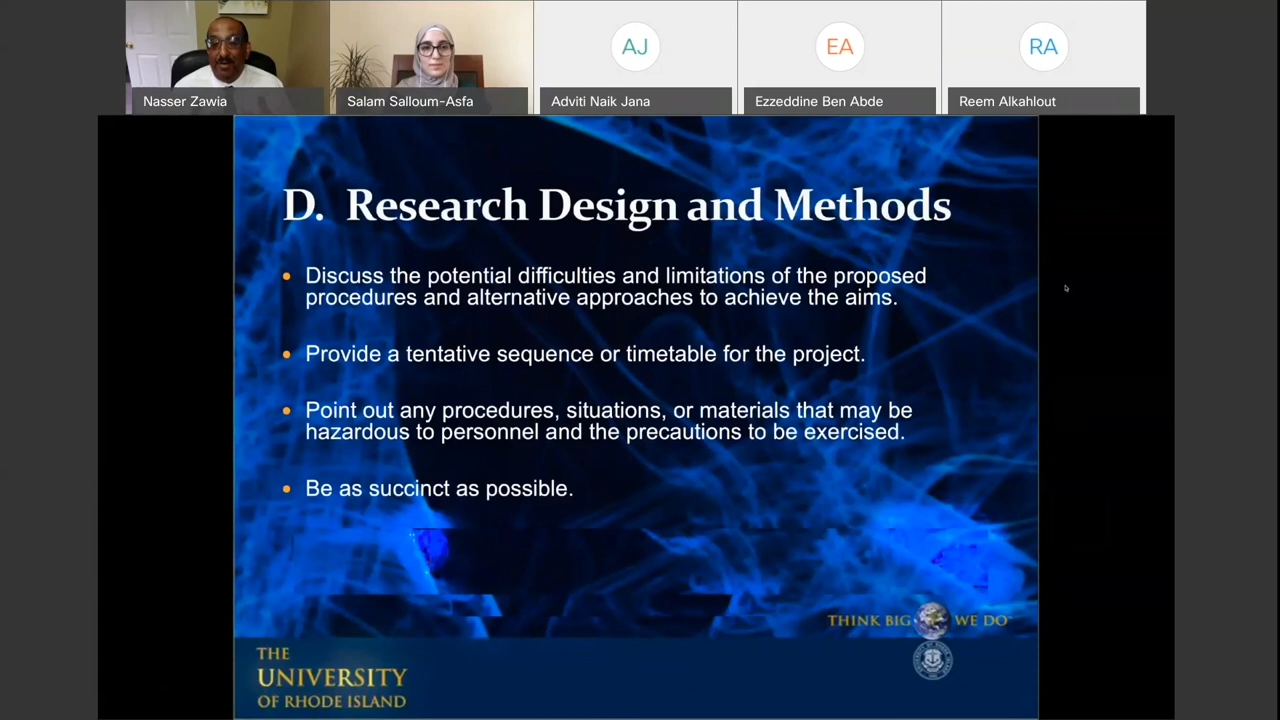 AJ
EA
RA
Nasser Zawia
Salam Salloum-Asfa
Adviti Naik Jana
Ezzeddine Ben Abde
Reem Alkahlout
D. Research Design and Methods
• Discuss the potential difficulties and limitations of the proposed
procedures and alternative approaches to achieve the aims.
• Provide a tentative sequence or timetable for the project.
• Point out any procedures, situations, or materials that may be
hazardous to personnel and the precautions to be exercised.
• Be as succinct as possible.
THINK BIG WE DO
THE
UNIVERSITY
OF RHODE ISLAND